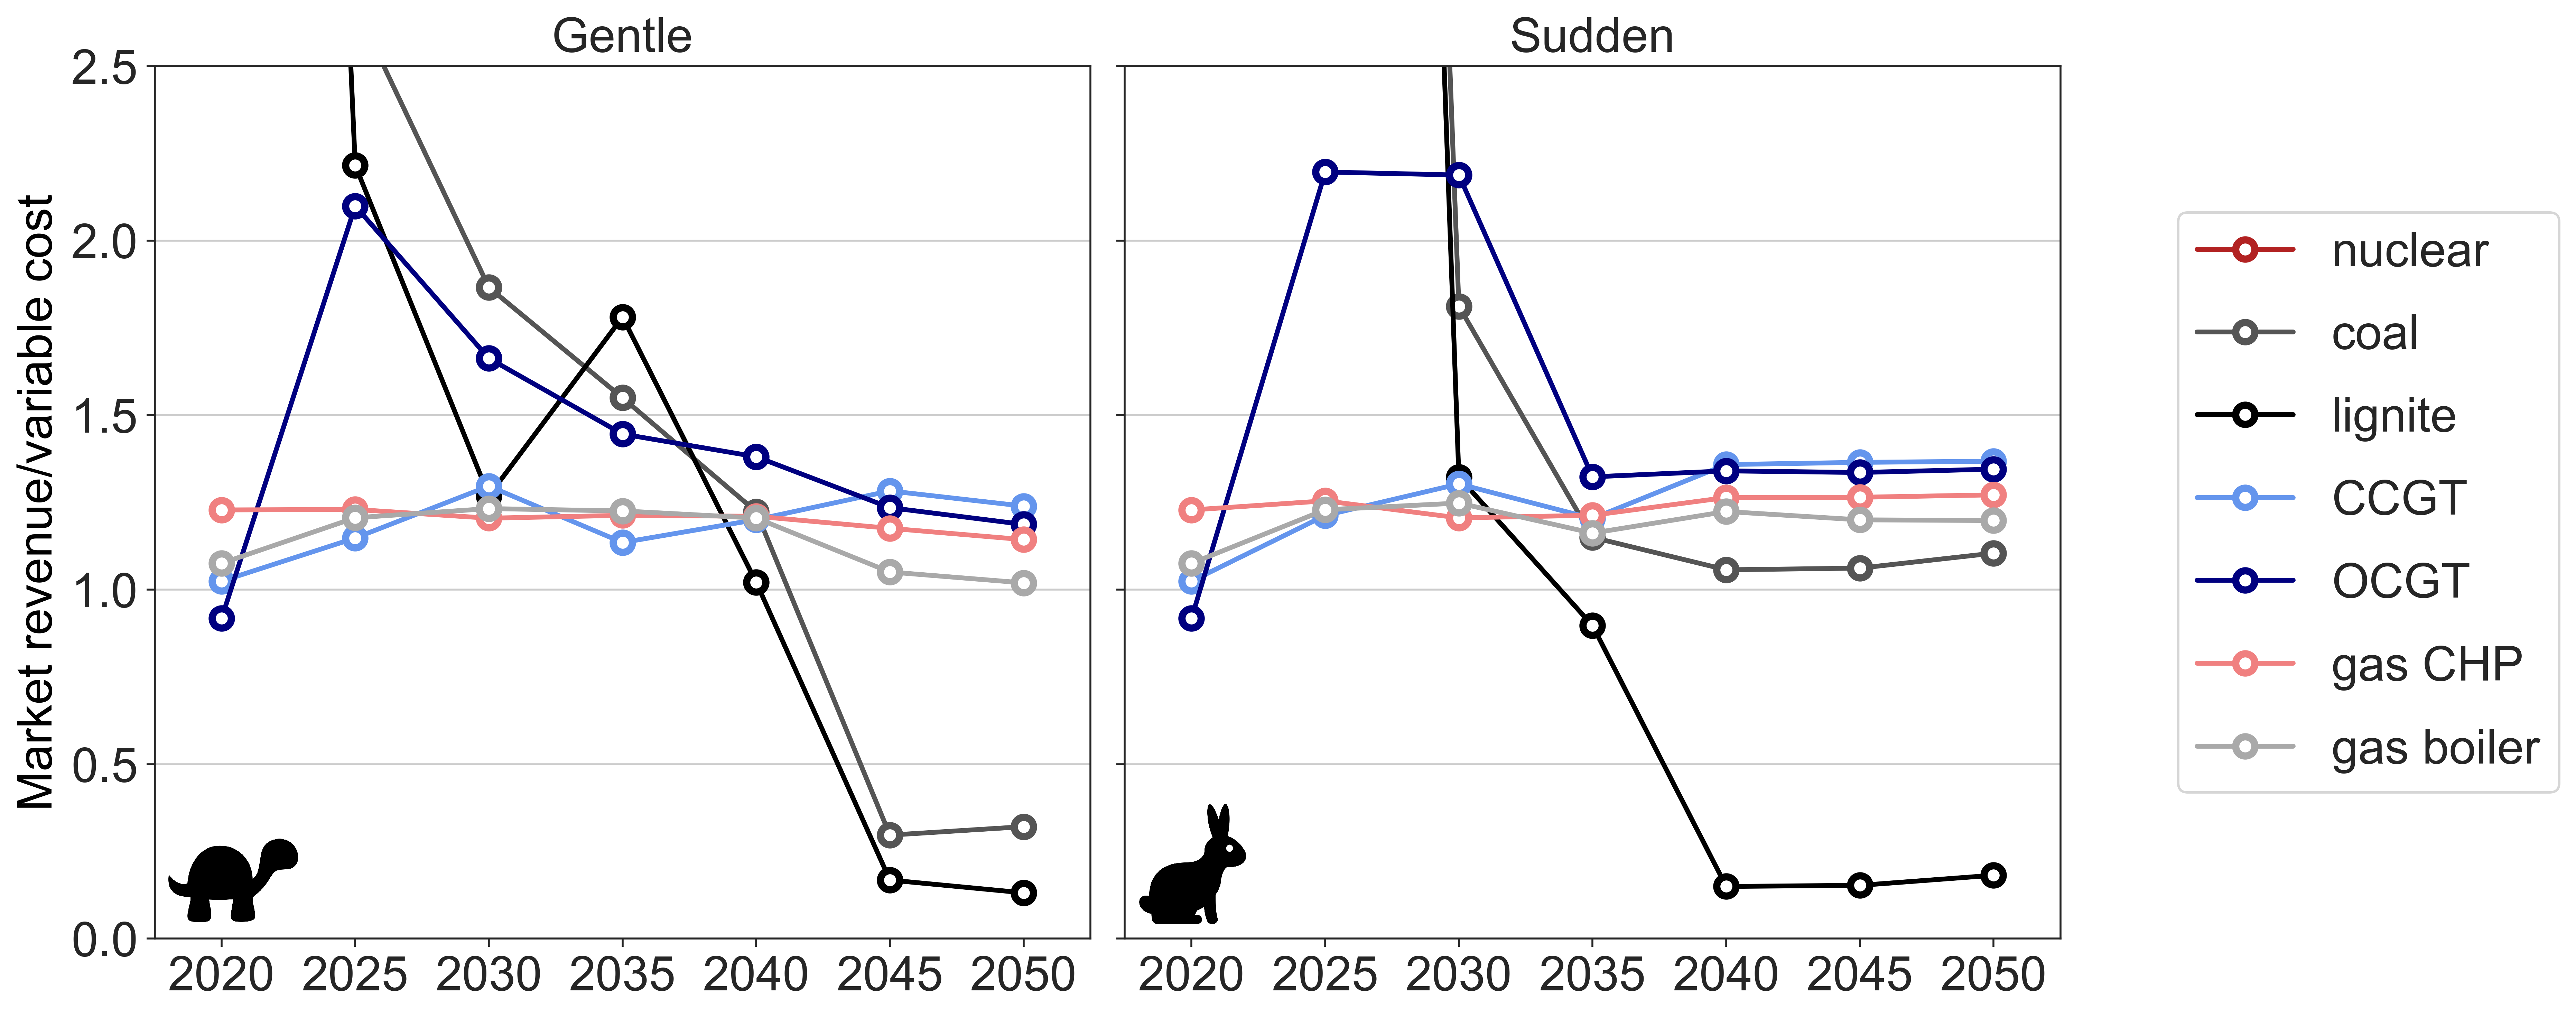 Gentle
Sudden
Market revenue/variable cost
2.5
2.0
1.5
1.0
0.5
0.0
2020 2025 2030 2035 2040 2045 2050
2020 2025 2030 2035 2040 2045 2050
nuclear
coal
lignite
CCGT
OCGT
gas CHP
gas boiler